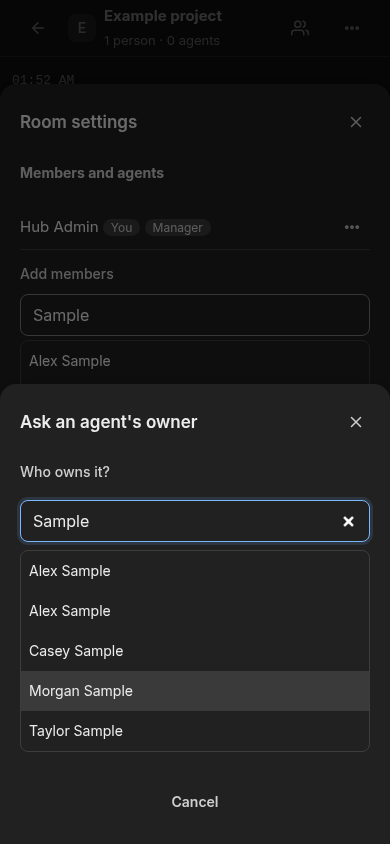 E
Example project
1 person · 0 agents
01:52 AM
Room settings
Members and agents
Hub Admin You Manager
Add members
Sample
Alex Sample
Ask an agent's owner
Who owns it?
Sample
Alex Sample
Alex Sample
Casey Sample
Morgan Sample
Taylor Sample
Cancel